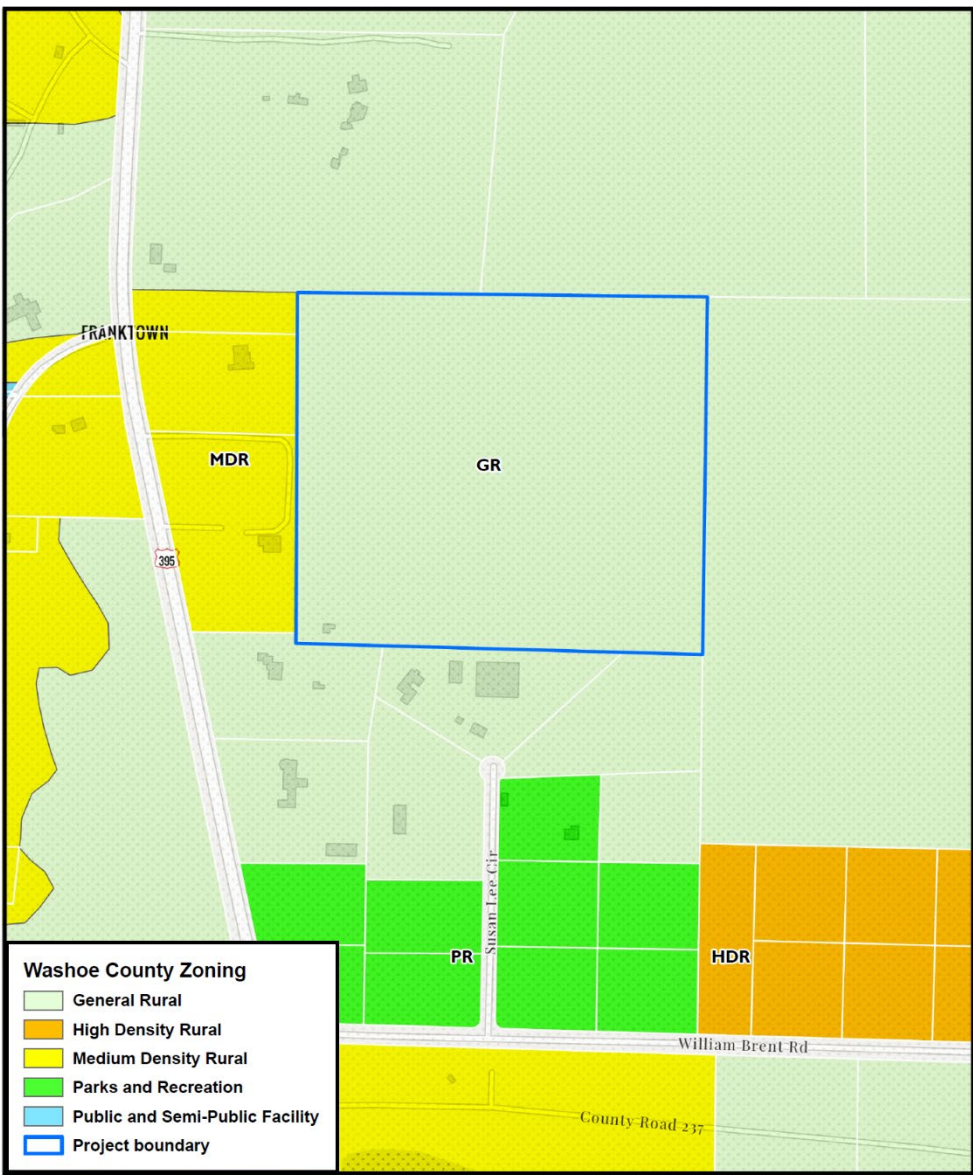 FRANKTOWN
MDR
GR
395
Susan Lee Cir
PR
HDR
William Brent Rd
County Road 237
Washoe County Zoning
General Rural
High Density Rural
Medium Density Rural
Parks and Recreation
Public and Semi-Public Facility
Project boundary